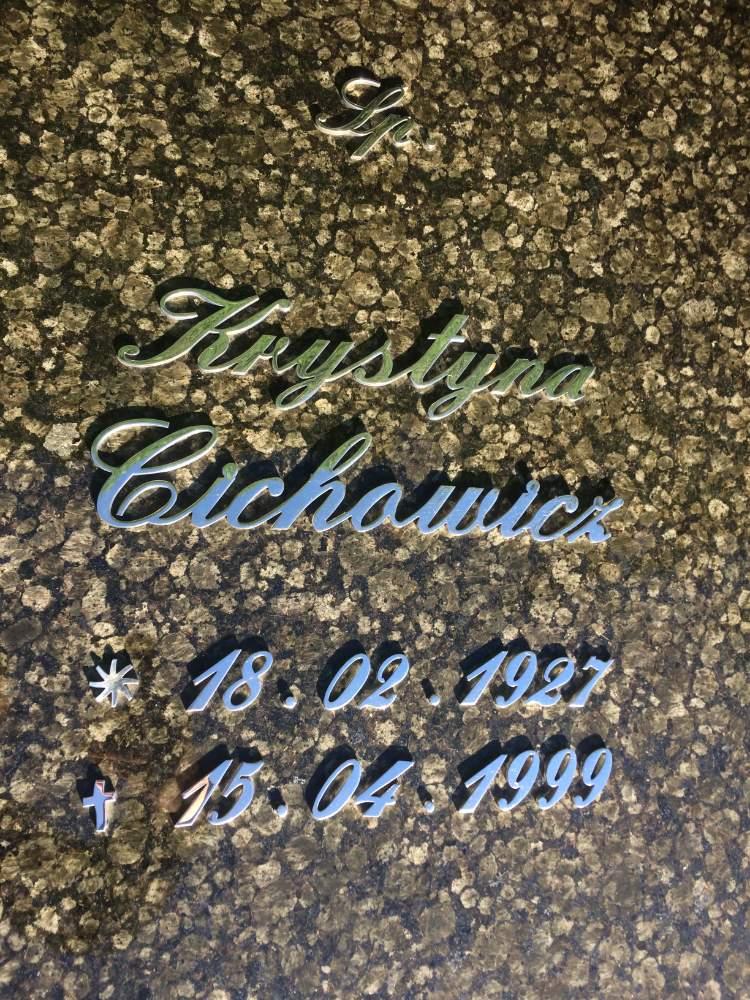 Śp.
Krystyna
Cichowicz
* 18.02.1927
† 15.04.1999